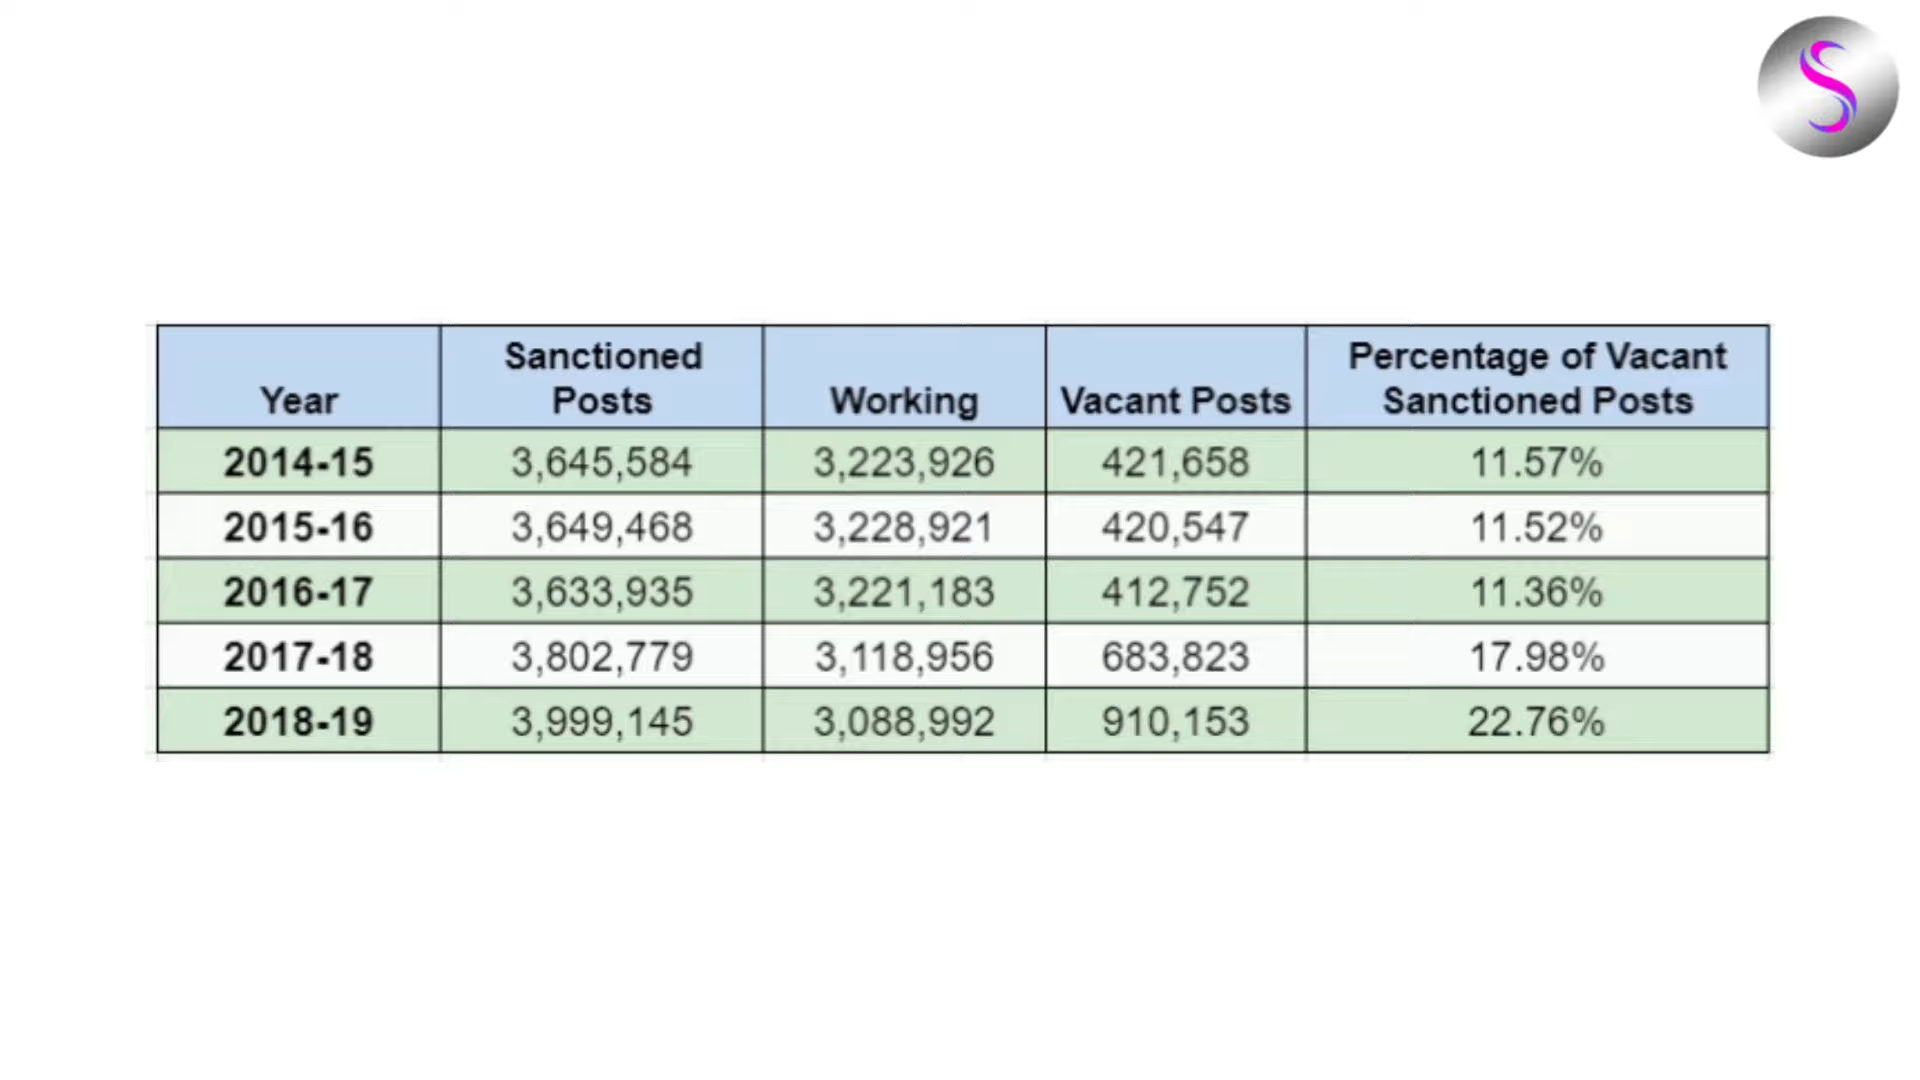 Year Sanctioned Posts Working Vacant Posts Percentage of Vacant Sanctioned Posts
2014-15 3,645,584 3,223,926 421,658 11.57%
2015-16 3,649,468 3,228,921 420,547 11.52%
2016-17 3,633,935 3,221,183 412,752 11.36%
2017-18 3,802,779 3,118,956 683,823 17.98%
2018-19 3,999,145 3,088,992 910,153 22.76%
S